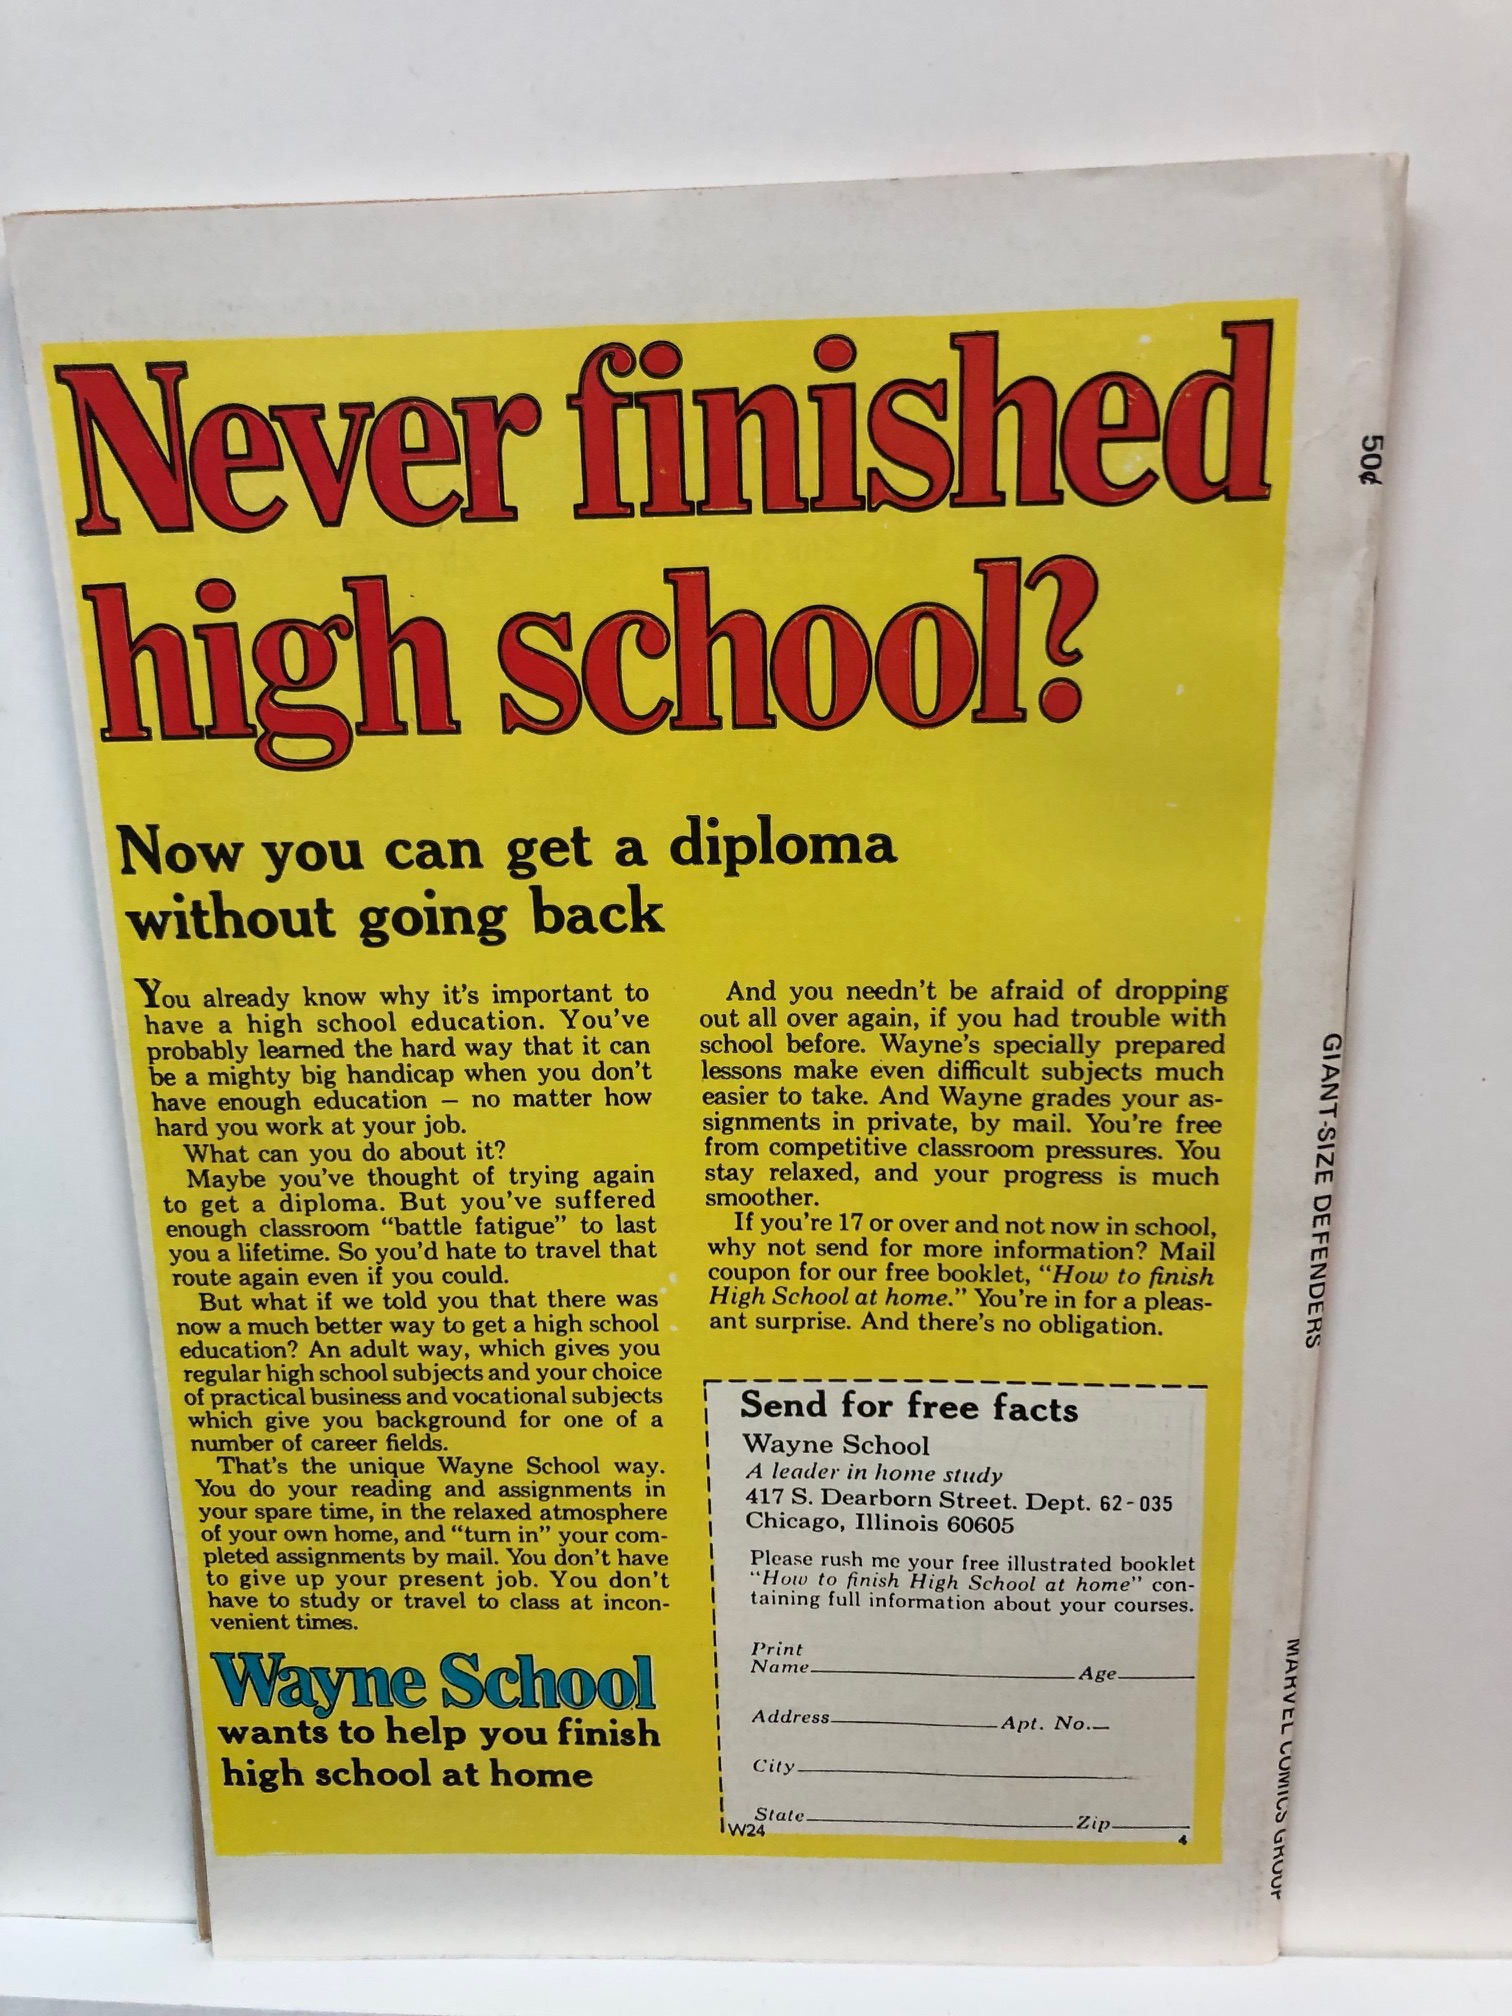 Never finished
high school?
Now you can get a diploma
without going back
You already know why it's important to
have a high school education. You've
probably learned the hard way that it can
be a mighty big handicap when you don't
have enough education — no matter how
hard you work at your job.
What can you do about it?
Maybe you've thought of trying again
to get a diploma. But you've suffered
enough classroom "battle fatigue" to last
you a lifetime. So you'd hate to travel that
route again even if you could.
But what if we told you that there was
now a much better way to get a high school
education? An adult way, which gives you
regular high school subjects and your choice
of practical business and vocational subjects
which give you background for one of a
number of career fields.
That's the unique Wayne School way.
You do your reading and assignments in
your spare time, in the relaxed atmosphere
of your own home, and "turn in" your com-
pleted assignments by mail. You don't have
to give up your present job. You don't
have to study or travel to class at incon-
venient times.
Wayne School
wants to help you finish
high school at home
And you needn't be afraid of dropping
out all over again, if you had trouble with
school before. Wayne's specially prepared
lessons make even difficult subjects much
easier to take. And Wayne grades your as-
signments in private, by mail. You're free
from competitive classroom pressures. You
stay relaxed, and your progress is much
smoother.
If you're 17 or over and not now in school,
why not send for more information? Mail
coupon for our free booklet, "How to finish
High School at home." You're in for a pleas-
ant surprise. And there's no obligation.
Send for free facts
Wayne School
A leader in home study
417 S. Dearborn Street. Dept. 62-035
Chicago, Illinois 60605
Please rush me your free illustrated booklet
"How to finish High School at home" con-
taining full information about your courses.
Print
Name Age
Address Apt. No.
City
State Zip
W24 4
50¢
GIANT-SIZE DEFENDERS
MARVEL COMICS GROUP